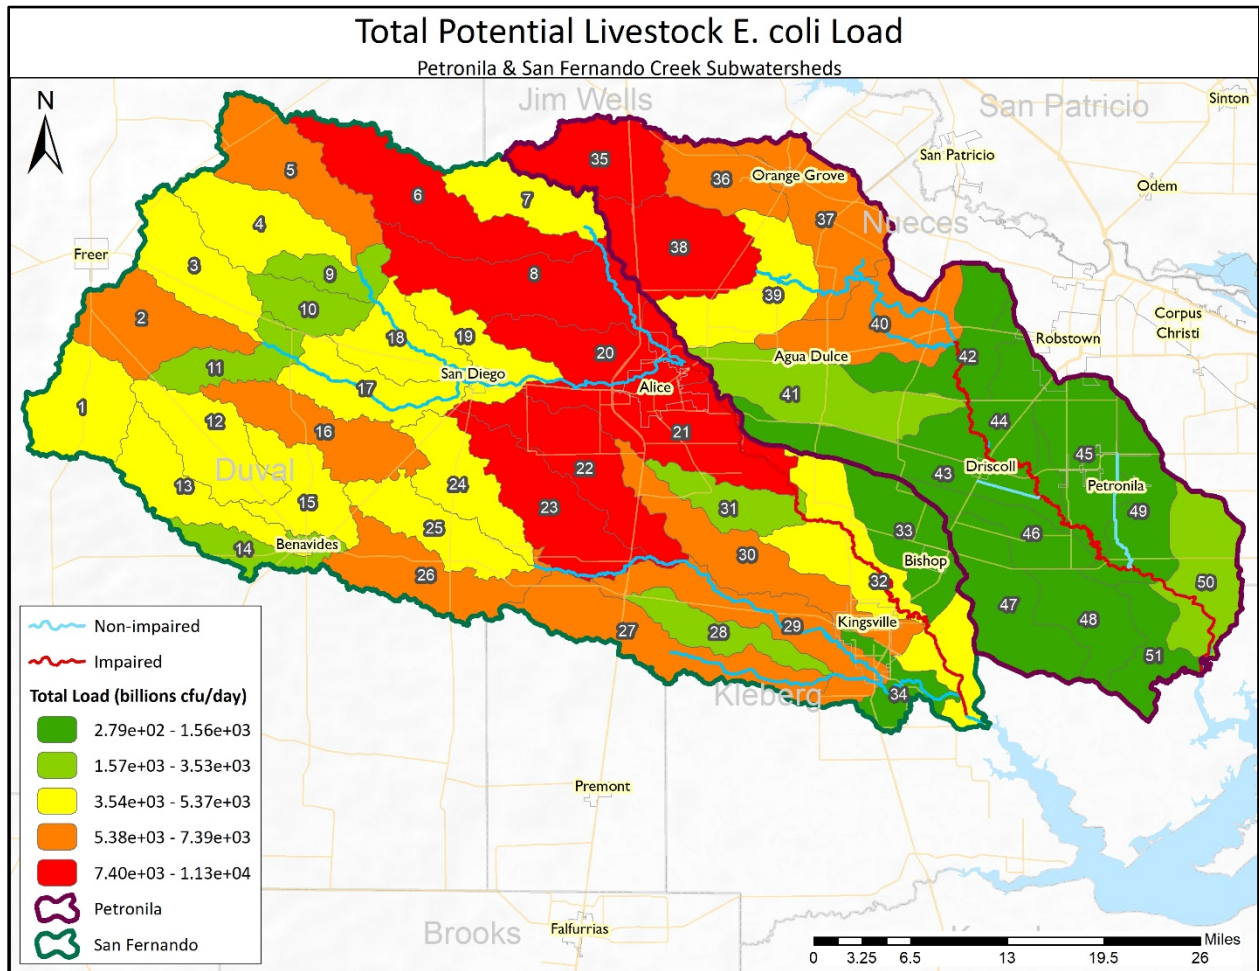 Total Potential Livestock E. coli Load
Petronila & San Fernando Creek Subwatersheds
N
Jim Wells
San Patricio
Sinton
San Patricio
Odem
35
36
Orange Grove
5
6
7
37
Nueces
4
38
Freer
3
9
8
39
10
Corpus
Christi
2
18
19
20
40
Robstown
42
11
San Diego
Agua Dulce
17
Alice
41
1
12
16
21
44
Duval
22
43
Driscoll
45
13
24
Petronila
15
23
31
49
25
33
46
14
Benavides
30
Bishop
26
32
50
47
48
27
28
29
Kingsville
51
Kleberg
34
Premont
Brooks
Falfurrias
Non-impaired
Impaired
Total Load (billions cfu/day)
2.79e+02 - 1.56e+03
1.57e+03 - 3.53e+03
3.54e+03 - 5.37e+03
5.38e+03 - 7.39e+03
7.40e+03 - 1.13e+04
Petronila
San Fernando
Miles
0 3.25 6.5 13 19.5 26